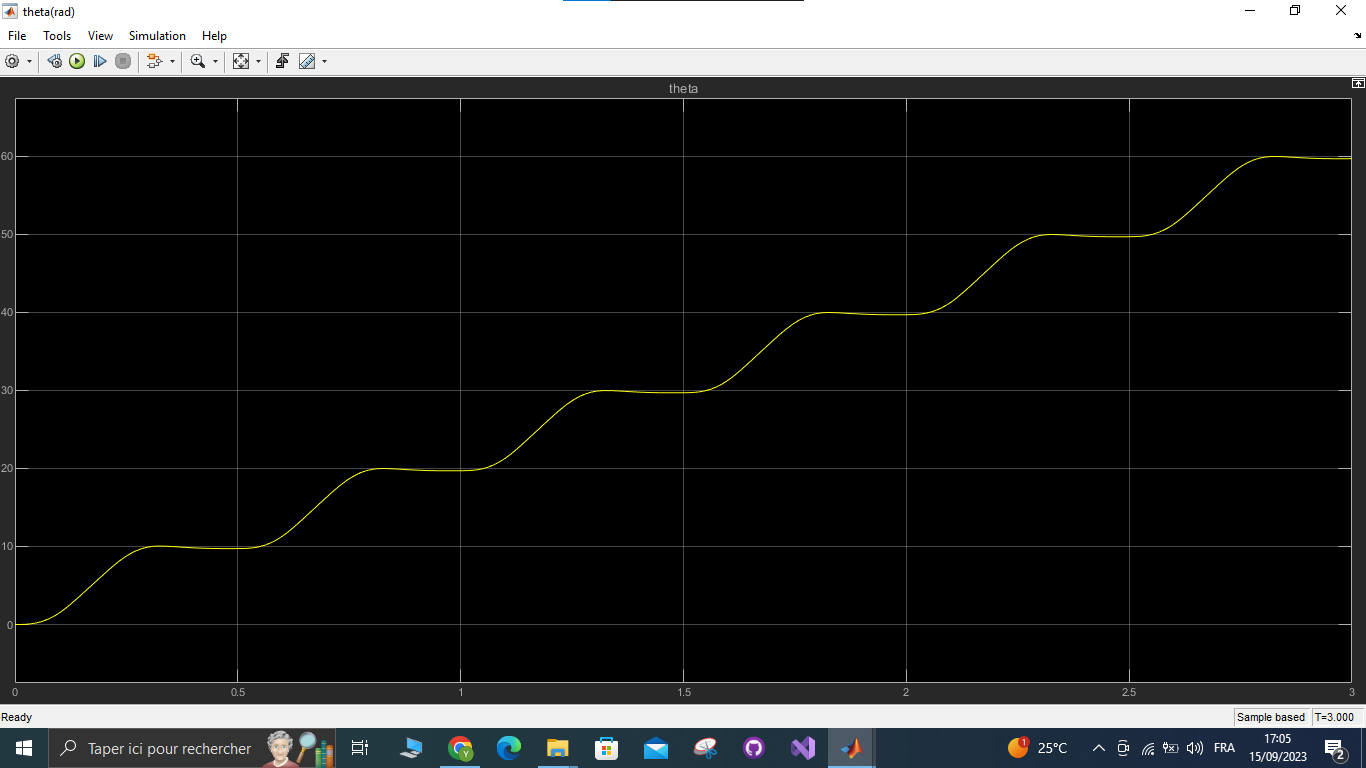 theta(rad)
File Tools View Simulation Help
theta
60
50
40
30
20
10
0
0 0.5 1 1.5 2 2.5 3
Ready Sample based T=3.000
Taper ici pour rechercher
Y
1
25°C
FRA
17:05
15/09/2023
2